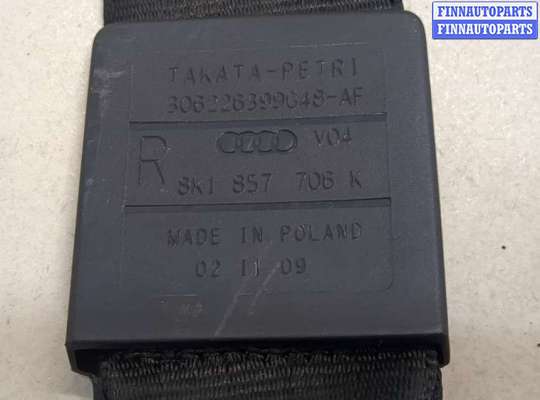 FINNAUTOPARTS
FINNAUTOPARTS
TAKATA-PETRI
306226399648-AF
R
V04
8K1 857 706 K
MADE IN POLAND
02 11 09